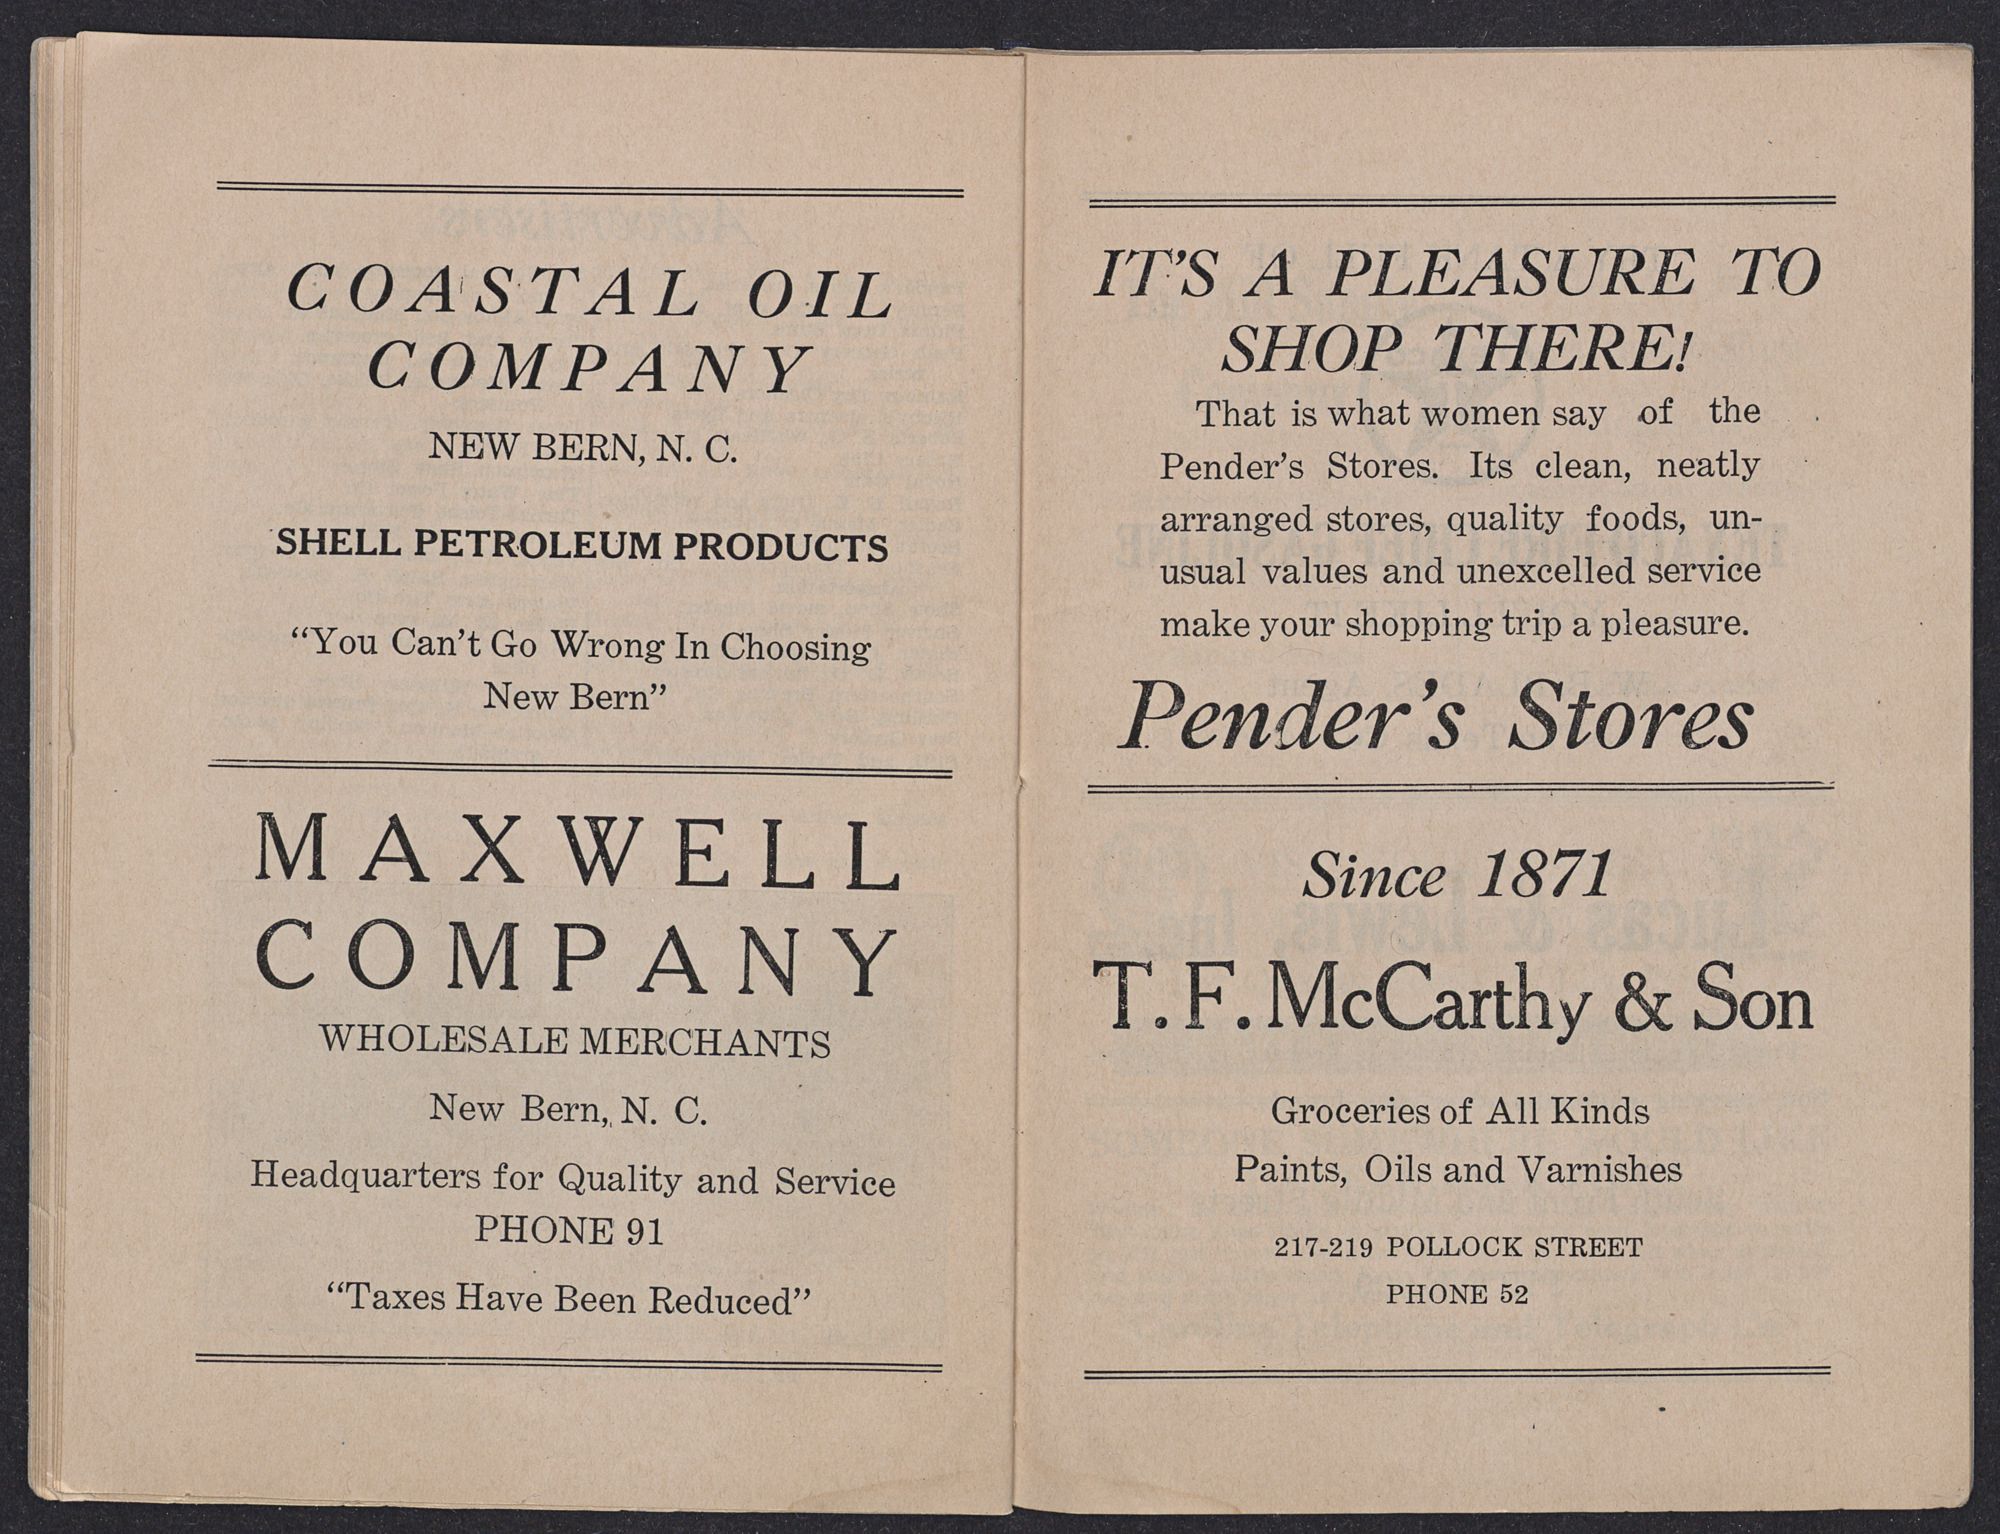 COASTAL OIL
COMPANY
NEW BERN, N. C.
SHELL PETROLEUM PRODUCTS
"You Can't Go Wrong In Choosing
New Bern"
MAXWELL
COMPANY
WHOLESALE MERCHANTS
New Bern, N. C.
Headquarters for Quality and Service
PHONE 91
"Taxes Have Been Reduced"
IT'S A PLEASURE TO
SHOP THERE!
That is what women say of the
Pender's Stores. Its clean, neatly
arranged stores, quality foods, un-
usual values and unexcelled service
make your shopping trip a pleasure.
Pender's Stores
Since 1871
T. F. McCarthy & Son
Groceries of All Kinds
Paints, Oils and Varnishes
217-219 POLLOCK STREET
PHONE 52